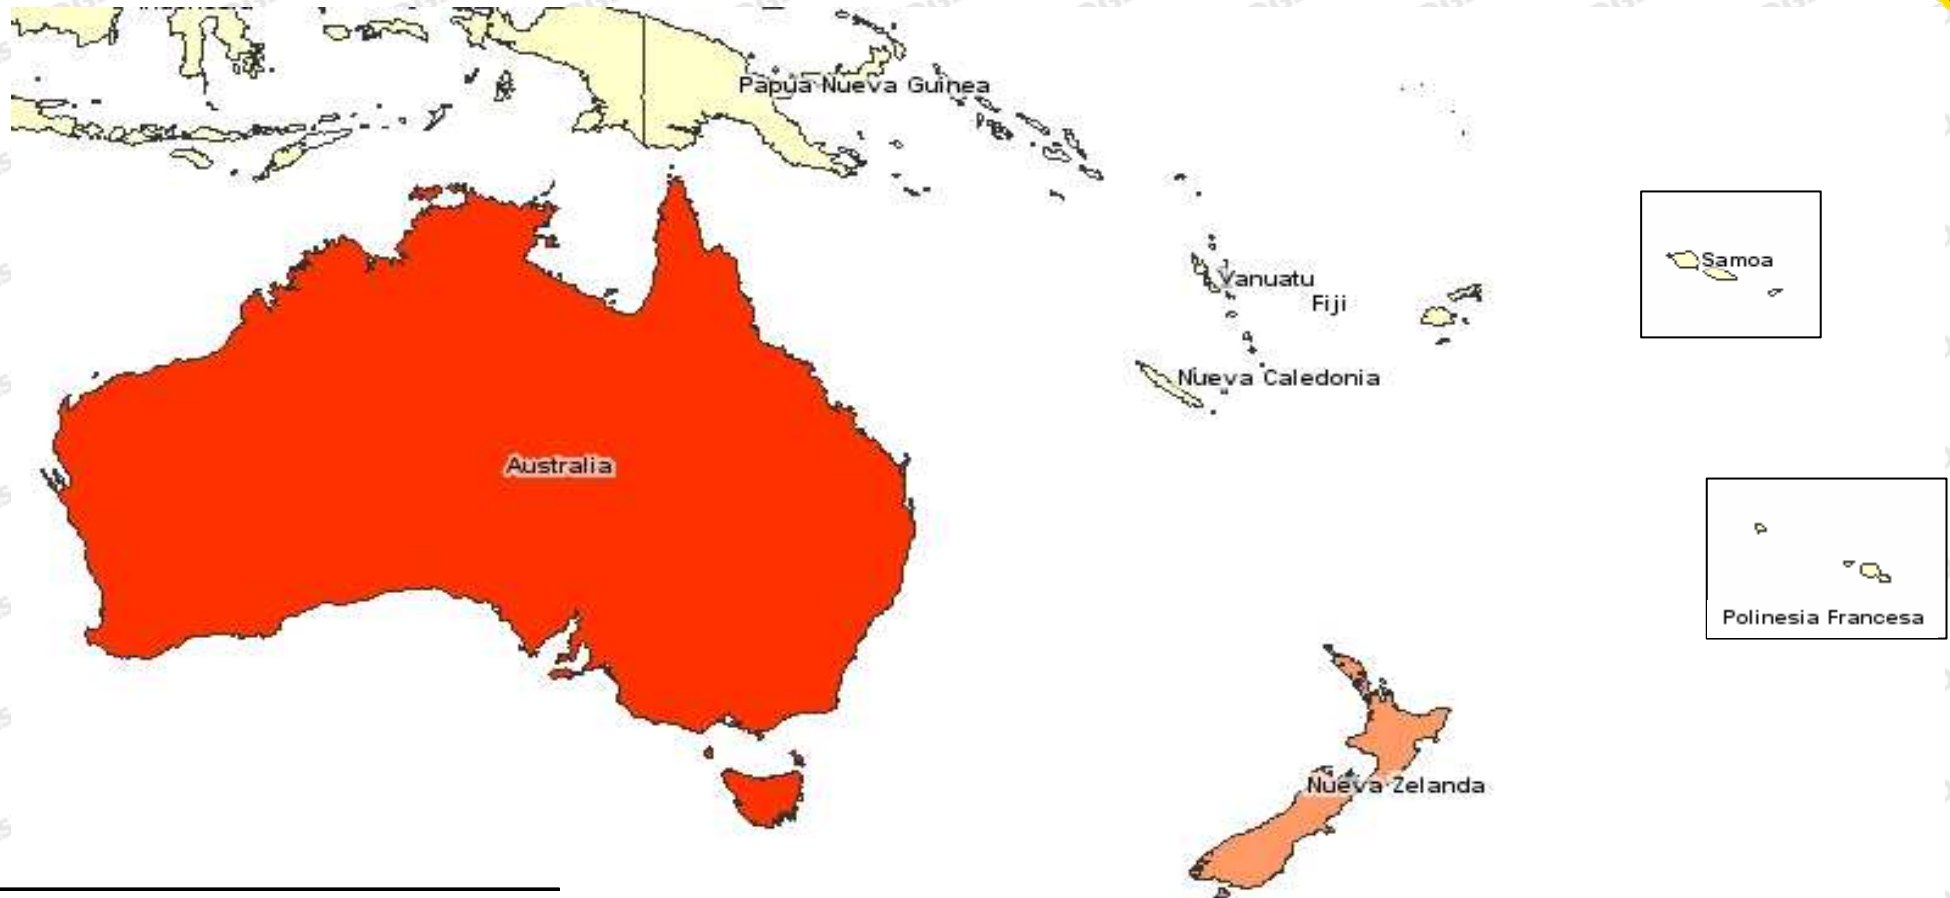 Papua Nueva Guinea
Samoa
Vanuatu
Fiji
Nueva Caledonia
Australia
Polinesia Francesa
Nueva Zelanda